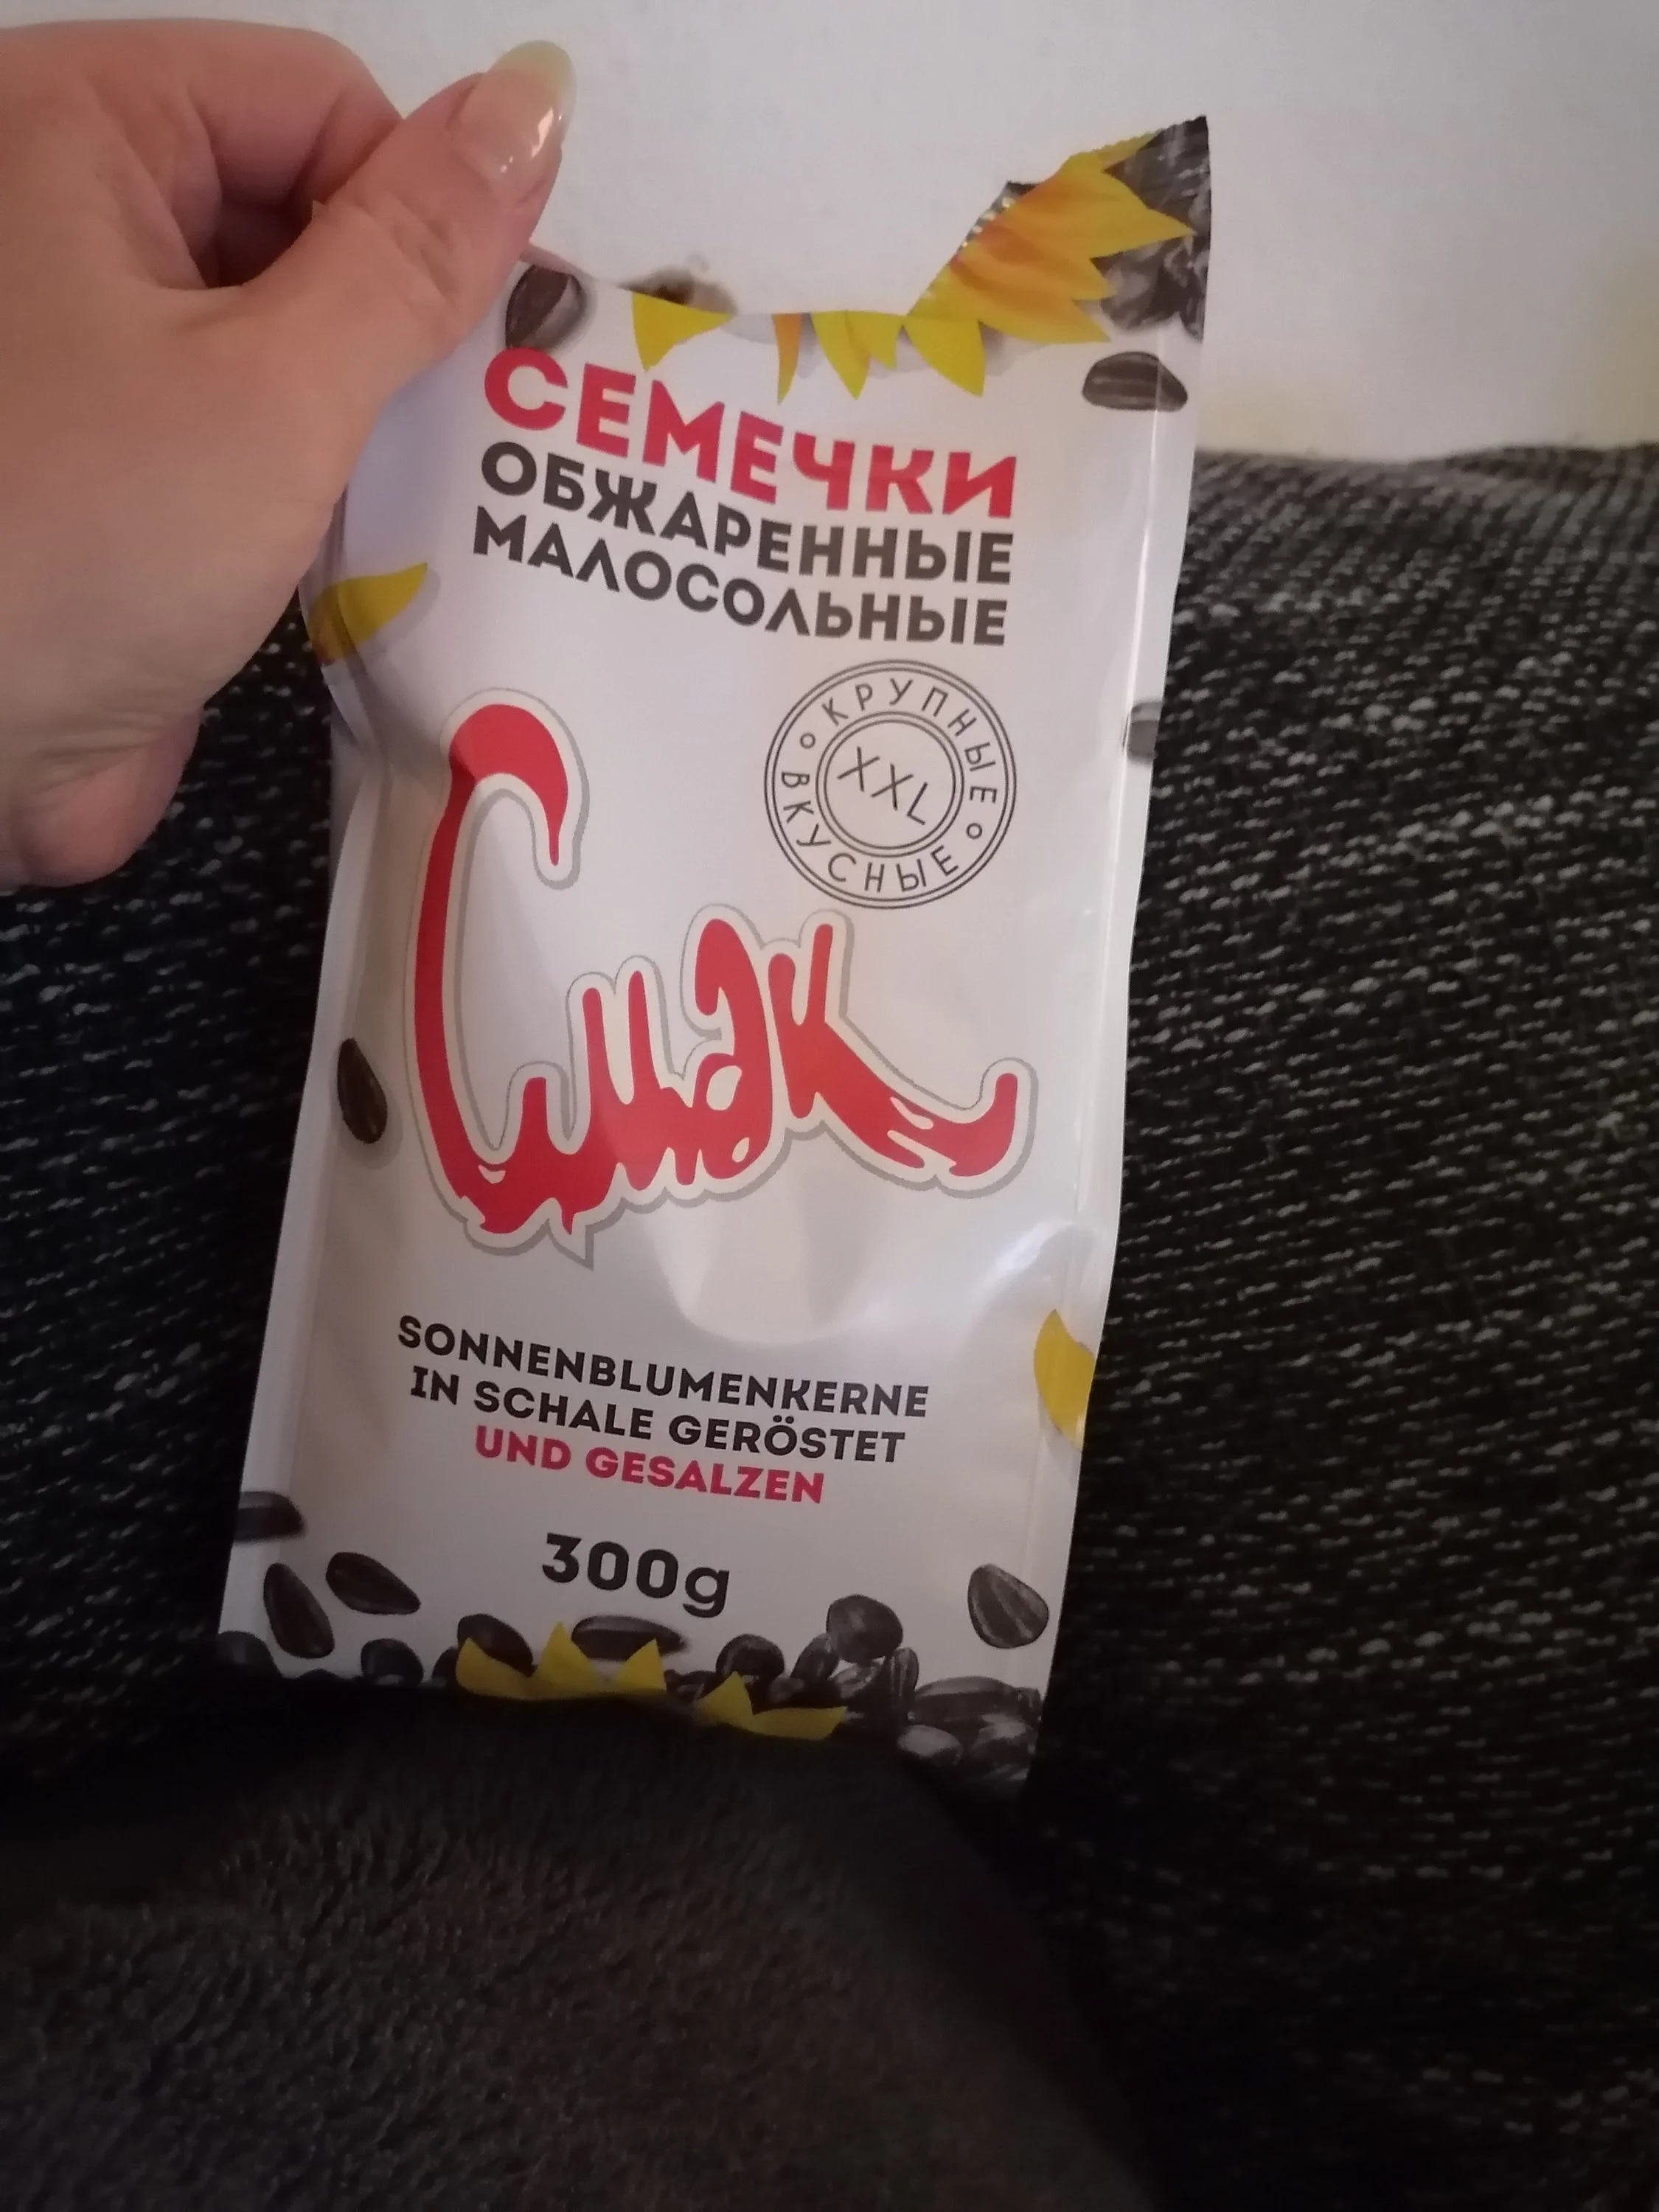 СЕМЕЧКИ
ОБЖАРЕННЫЕ
МАЛОСОЛЬНЫЕ
КРУПНЫЕ
XXL
ВКУСНЫЕ
Смак
SONNENBLUMENKERNE
IN SCHALE GERÖSTET
UND GESALZEN
300g